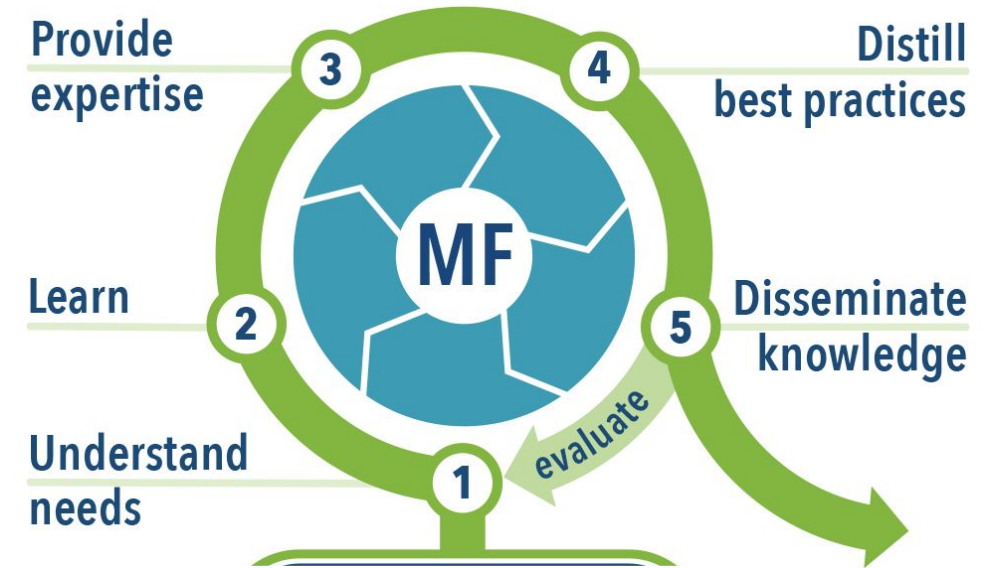 Provide
expertise
3
4
Distill
best practices
MF
Learn
2
5
Disseminate
knowledge
evaluate
Understand
needs
1